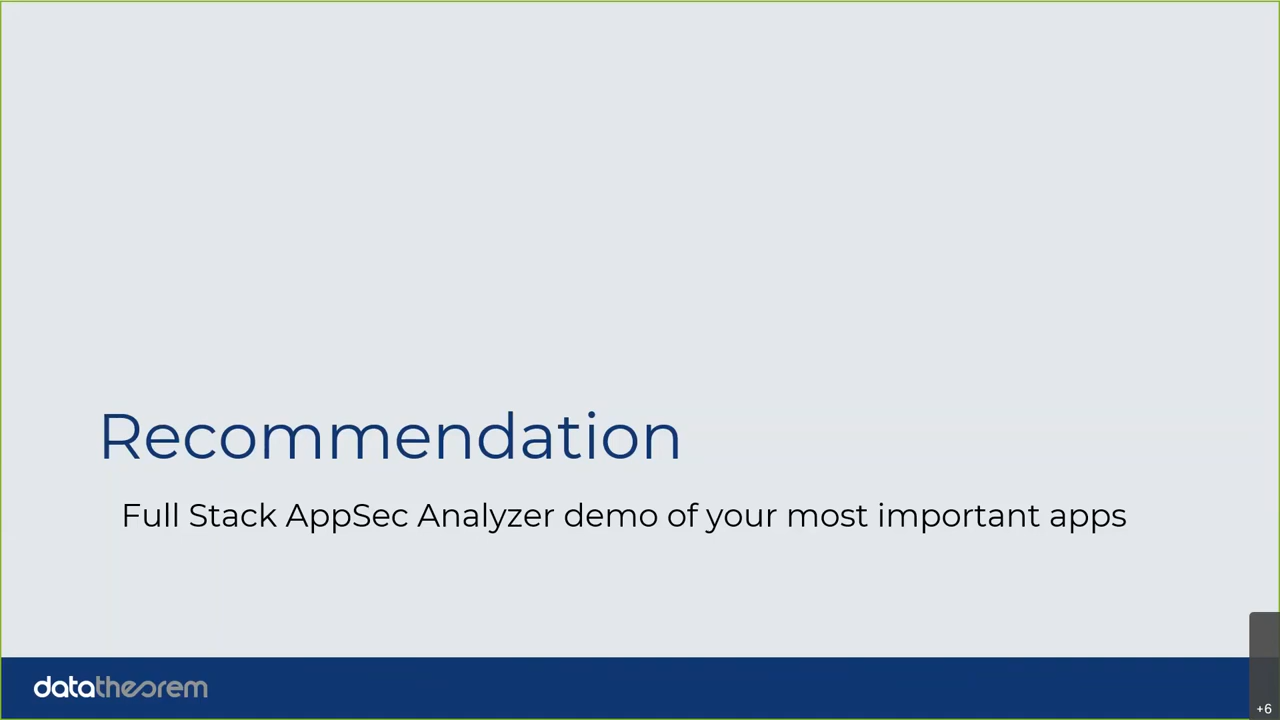 Recommendation
Full Stack AppSec Analyzer demo of your most important apps
datatheorem
+6